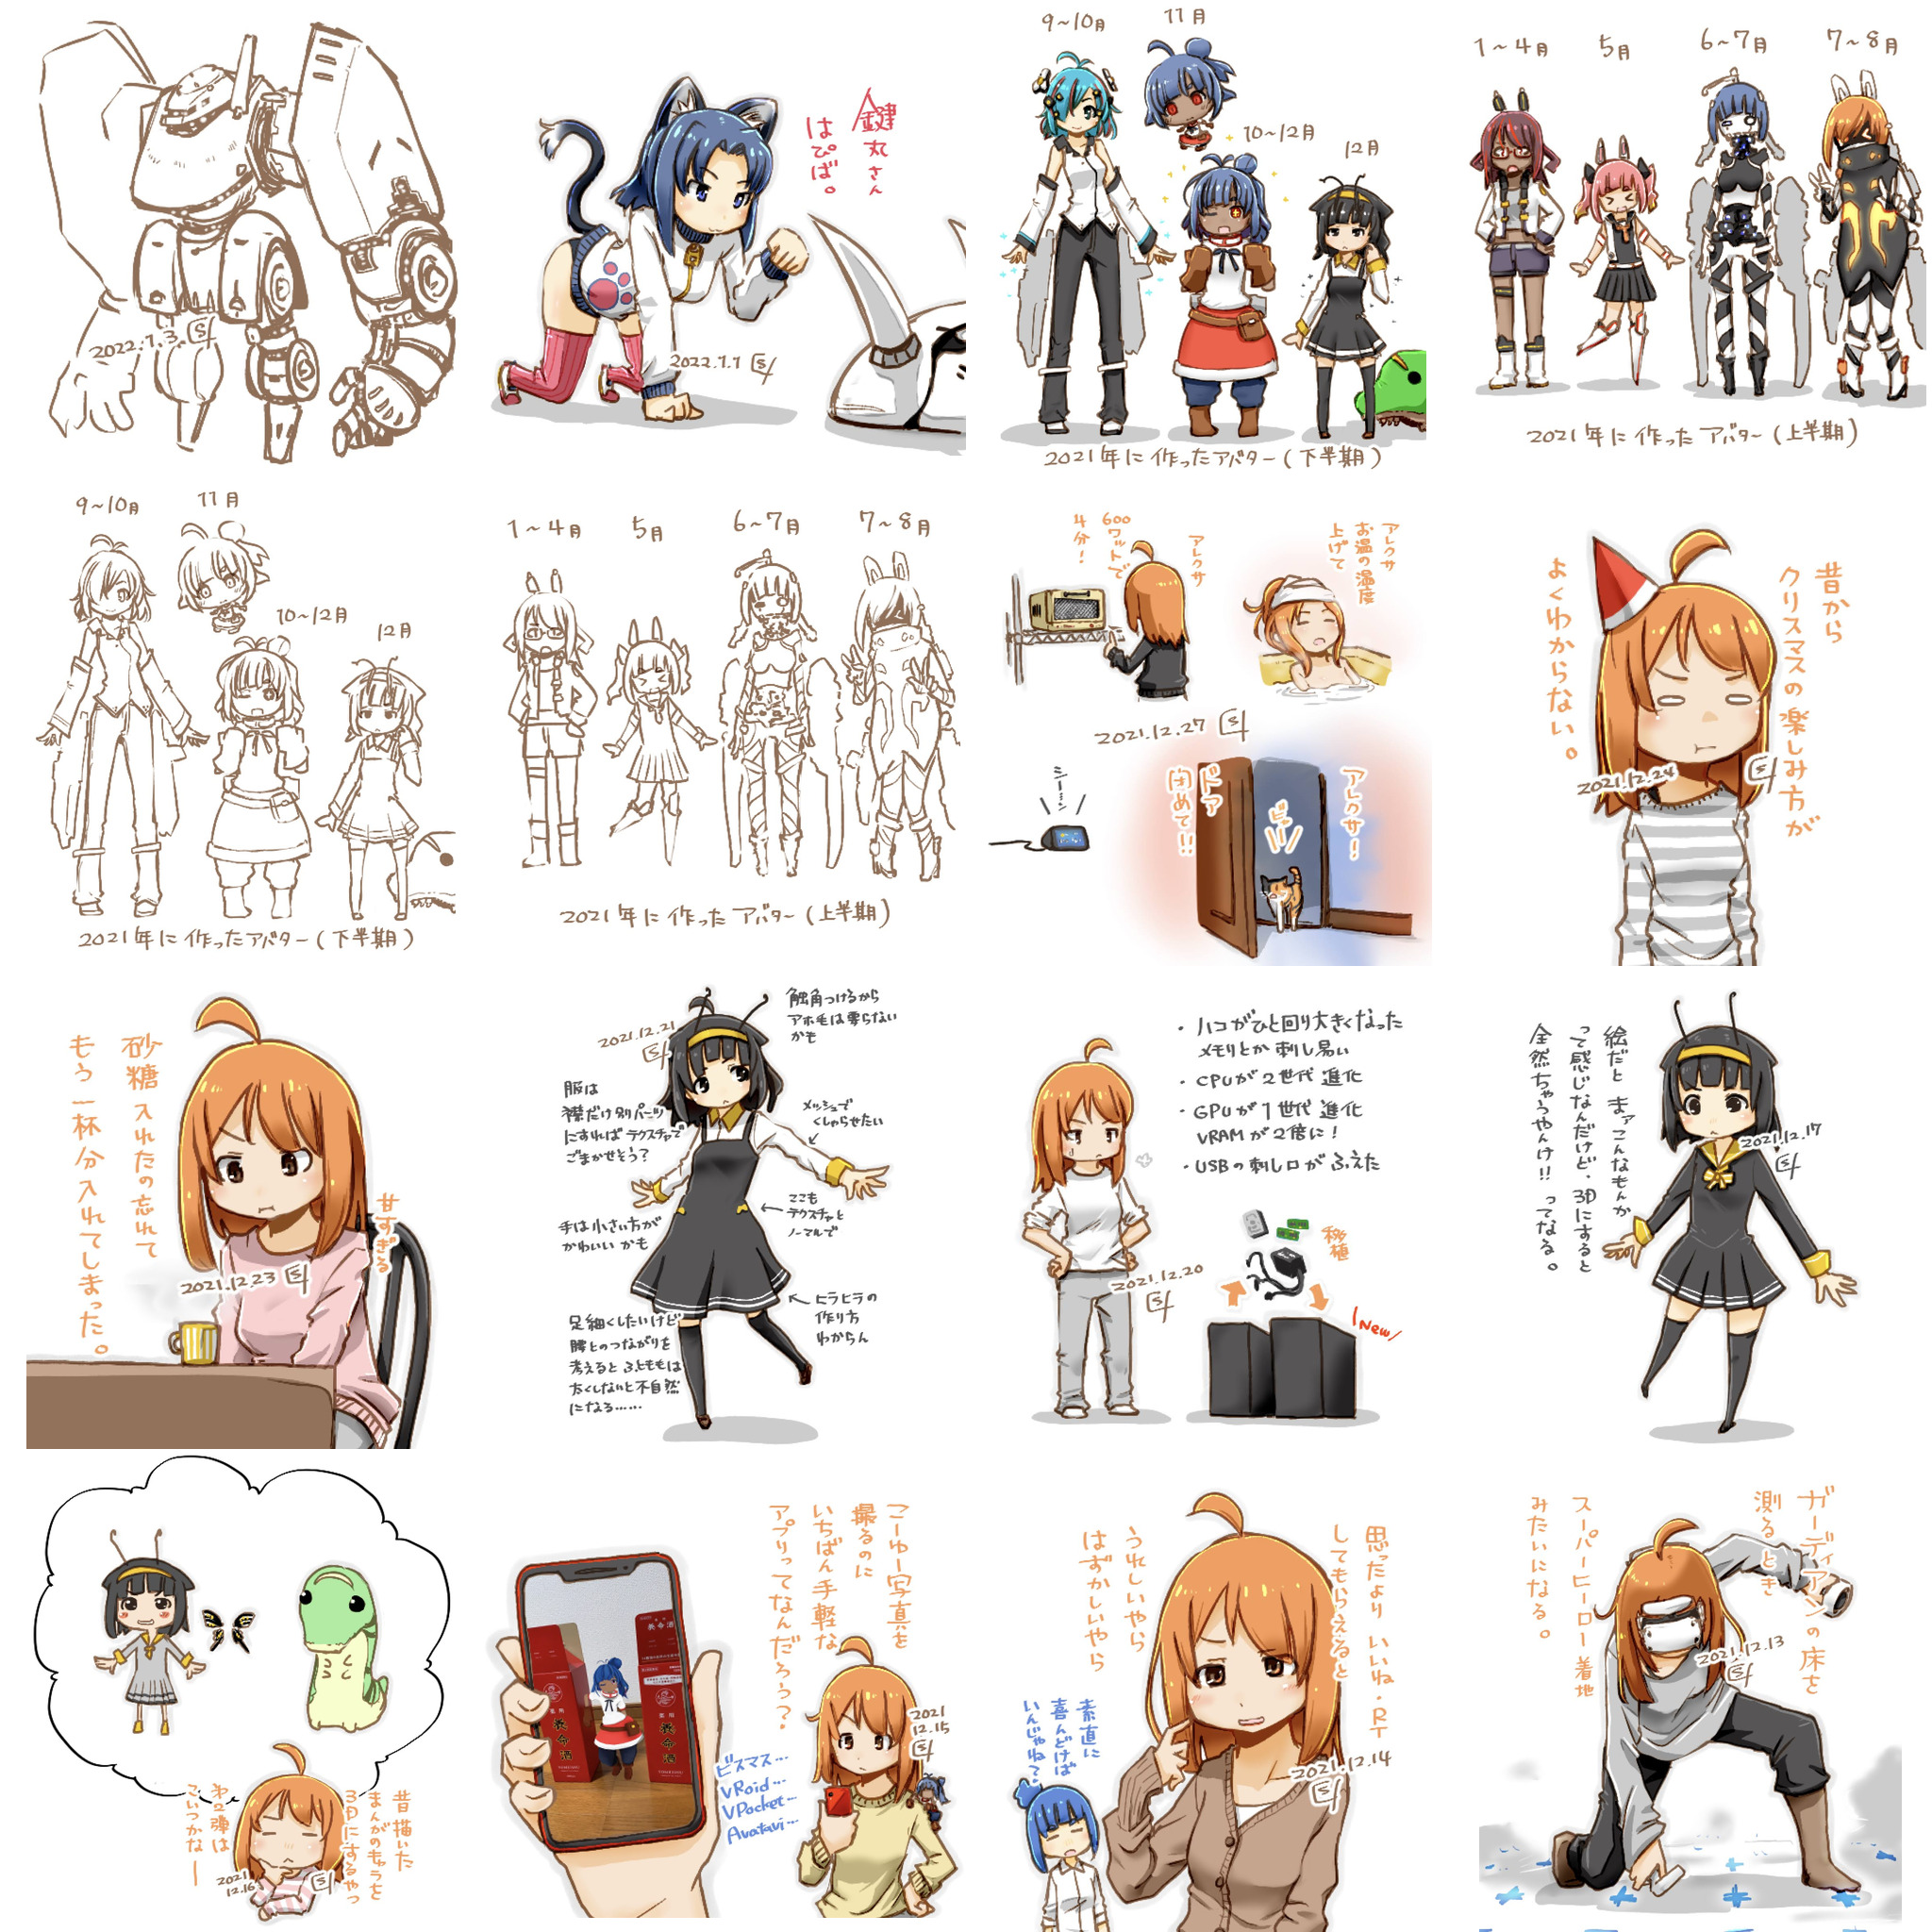 2022.1.3.
鍵丸さん
はぴば。
2022.1.1
9~10月
11月
10~12月
12月
2021年に作ったアバター(下半期)
1~4月
5月
6~7月
7~8月
2021年に作ったアバター(上半期)
9~10月
11月
10~12月
12月
2021年に作ったアバター(下半期)
1~4月
5月
6~7月
7~8月
2021年に作ったアバター(上半期)
アレクサ
600
ワットで
4分!
アレクサ
お温の温度
上げて
2021.12.27
シーーン
アレクサ!
ドア
閉めて!!
ビュー
昔から
クリスマスの楽しみ方が
よくわからない。
2021.12.24
砂糖入れたの忘れて
もう一杯分入れてしまった。
甘すぎる
2021.12.23
2021.12.21
触角つけるから
アホ毛は要らない
かも
服は
襟だけ別パーツ
にすればテクスチャで
ごまかせそう?
メッシュで
くしゃらせたい
手は小さい方が
かわいいかも
ここも
テクスチャと
ノーマルで
足細くしたいけど
腰とのつながりを
考えるとふとももは
太くしないと不自然
になる……
ヒラヒラの
作り方
わからん
・ハコがひと回り大きくなった
メモリとか刺し易い
・CPUが2世代進化
・GPUが1世代進化
VRAMが2倍に!
・USBの刺し口がふえた
移植
2021.12.20
New
絵だとまァこんなもんか
って感じなんだけど、3Dにすると
全然ちゃうやんけ!!ってなる。
2021.12.17
昔描いた
まんがのキャラを
3Dにするやつ
第2弾は
こいつかなー
2021
12.16
こーゆー写真を
撮るのに
いちばん手軽な
アプリってなんだろう?
養命酒
養命酒
養命酒
2021
12.15
ビスマス…
VRoid…
VPocket…
Avatavi…
思ったより いいね・RT
してもらえると
うれしいやら
はずかしいやら
2021.12.14
素直に
喜んどけば
いんじゃね?
ガーディアンの床を
測るとき
スーパーヒーロー着地
みたいになる。
2021.12.13